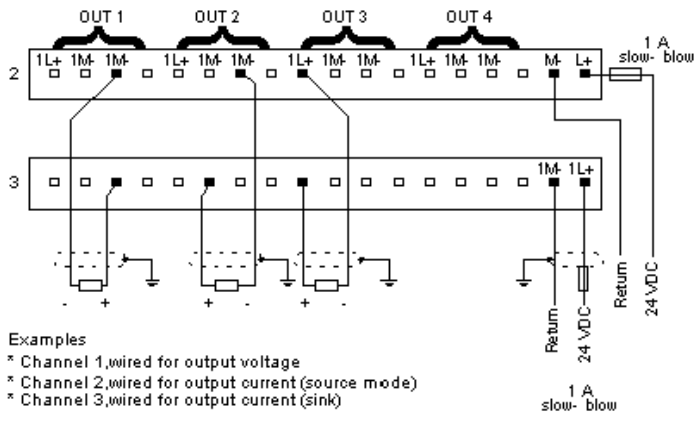 OUT 1 OUT 2 OUT 3 OUT 4
1 A
slow- blow
1L+ 1M- 1M- 1L+ 1M- 1M- 1L+ 1M- 1M- 1L+ 1M- 1M- M- L+
2
3
1M- 1L+
- +
+ -
+ -
Return
24 VDC
Return
24 VDC
Examples
* Channel 1,wired for output voltage
* Channel 2,wired for output current (source mode)
* Channel 3,wired for output current (sink)
1 A
slow- blow